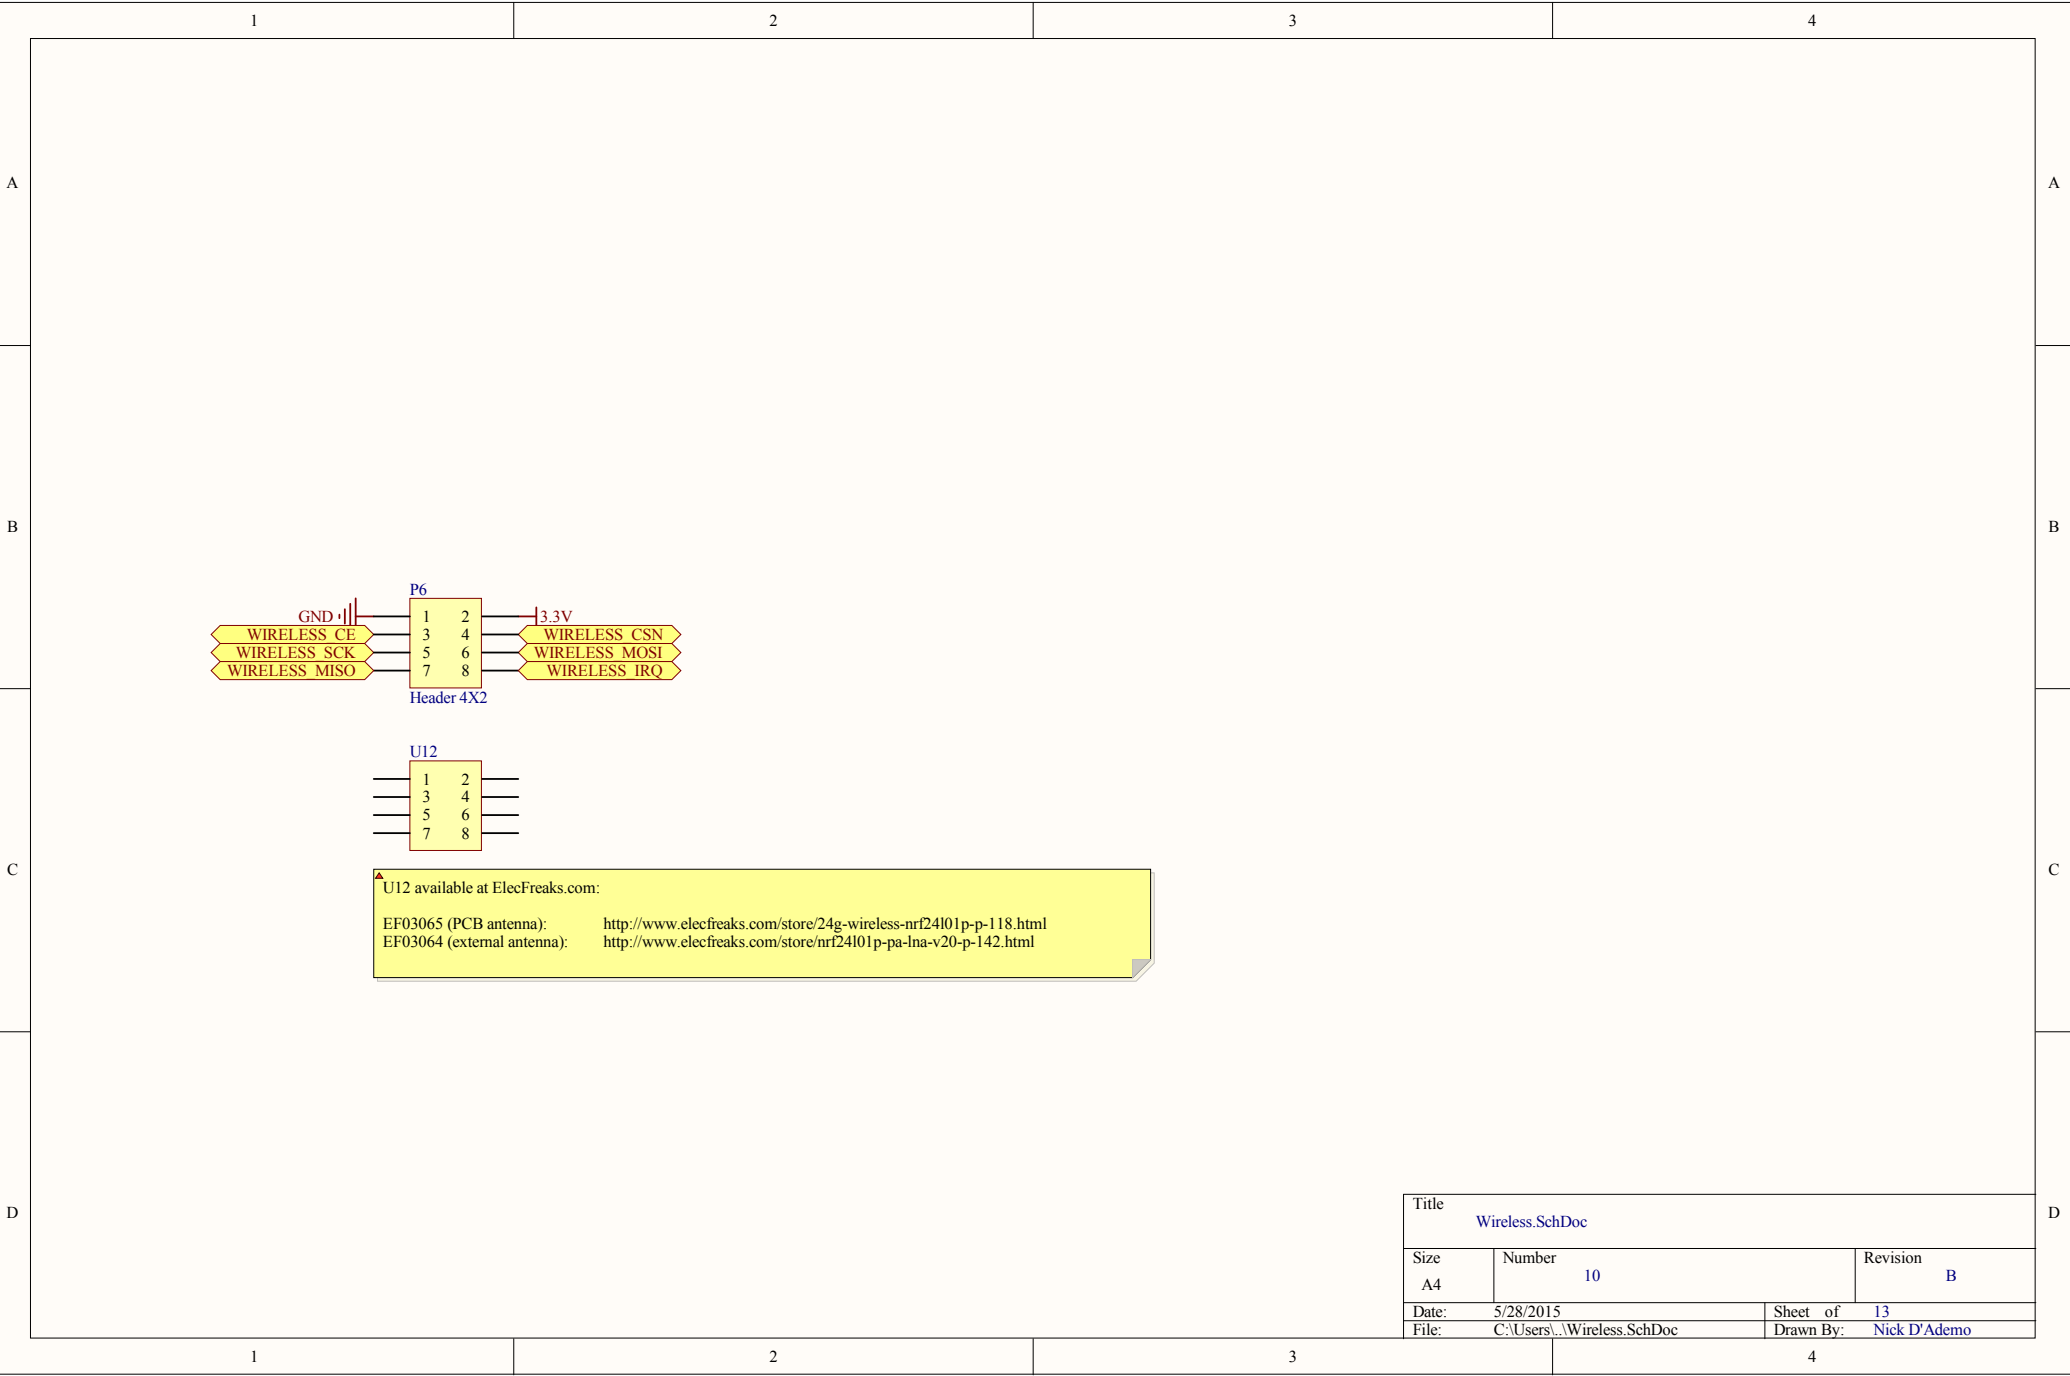 1 2 3 4
A A
B B
P6
GND 1 2 3.3V
WIRELESS_CE 3 4 WIRELESS_CSN
WIRELESS_SCK 5 6 WIRELESS_MOSI
WIRELESS_MISO 7 8 WIRELESS_IRQ
Header 4X2
U12
1 2
3 4
5 6
7 8
C C
U12 available at ElecFreaks.com:
EF03065 (PCB antenna): http://www.elecfreaks.com/store/24g-wireless-nrf24l01p-p-118.html
EF03064 (external antenna): http://www.elecfreaks.com/store/nrf24l01p-pa-lna-v20-p-142.html
D D
Title
Wireless.SchDoc
Size Number Revision
A4 10 B
Date: 5/28/2015 Sheet of 13
File: C:\Users\..\Wireless.SchDoc Drawn By: Nick D'Ademo
1 2 3 4